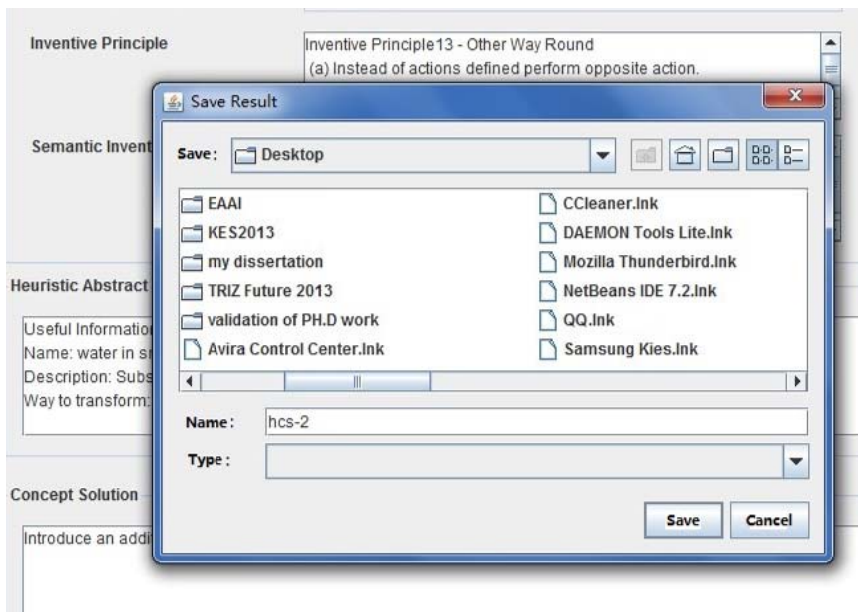 Inventive Principle
Inventive Principle13 - Other Way Round
(a) Instead of actions defined perform opposite action.
Save Result
Semantic Invent
Save:
Desktop
EAAI
KES2013
my dissertation
TRIZ Future 2013
validation of PH.D work
Avira Control Center.lnk
CCleaner.lnk
DAEMON Tools Lite.lnk
Mozilla Thunderbird.lnk
NetBeans IDE 7.2.lnk
QQ.lnk
Samsung Kies.lnk
Name:
hcs-2
Type:
Save
Cancel
Heuristic Abstract
Useful Information
Name: water in s
Description: Subs
Way to transform:
Concept Solution
Introduce an addi